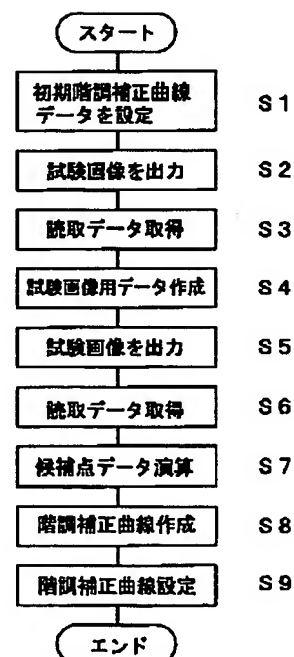 スタート
初期階調補正曲線
データを設定
S1
試験画像を出力
S2
読取データ取得
S3
試験画像用データ作成
S4
試験画像を出力
S5
読取データ取得
S6
候補点データ演算
S7
階調補正曲線作成
S8
階調補正曲線設定
S9
エンド